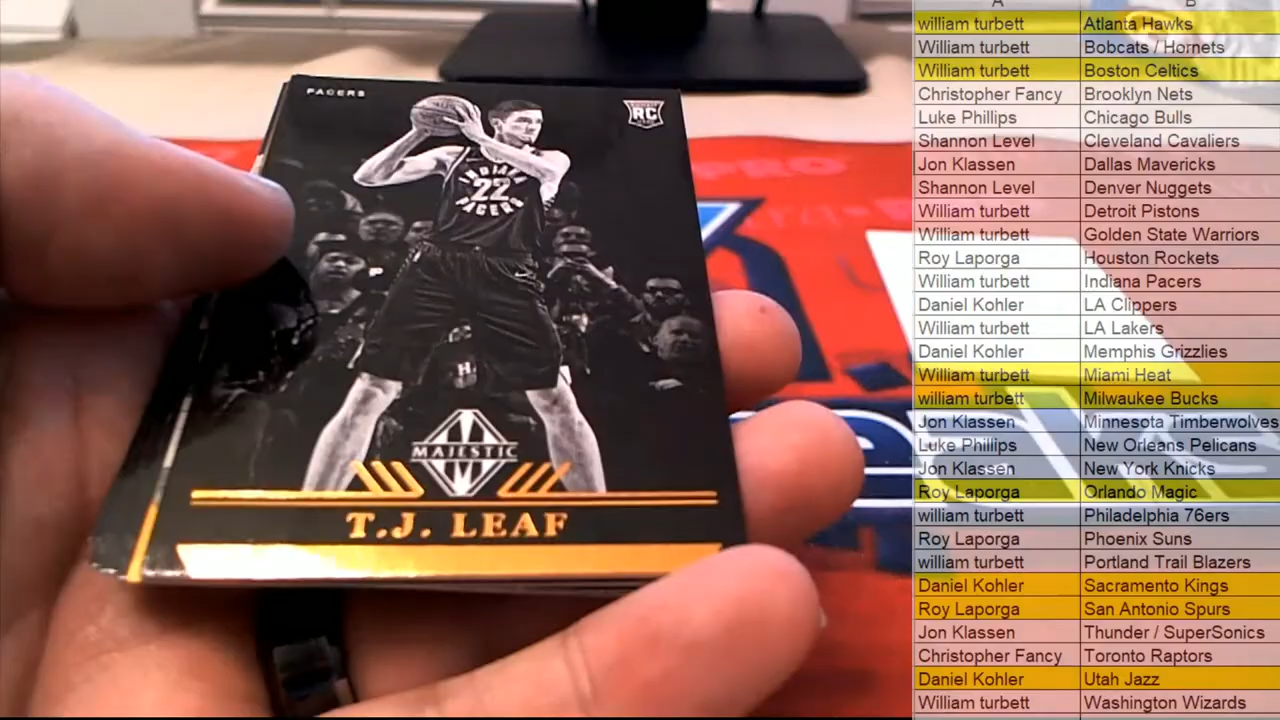 PACERS
RC
INDIANA
22
PACERS
MAJESTIC
T.J. LEAF
PRO
A B
william turbett Atlanta Hawks
William turbett Bobcats / Hornets
William turbett Boston Celtics
Christopher Fancy Brooklyn Nets
Luke Phillips Chicago Bulls
Shannon Level Cleveland Cavaliers
Jon Klassen Dallas Mavericks
Shannon Level Denver Nuggets
William turbett Detroit Pistons
William turbett Golden State Warriors
Roy Laporga Houston Rockets
William turbett Indiana Pacers
Daniel Kohler LA Clippers
William turbett LA Lakers
Daniel Kohler Memphis Grizzlies
William turbett Miami Heat
william turbett Milwaukee Bucks
Jon Klassen Minnesota Timberwolves
Luke Phillips New Orleans Pelicans
Jon Klassen New York Knicks
Roy Laporga Orlando Magic
william turbett Philadelphia 76ers
Roy Laporga Phoenix Suns
william turbett Portland Trail Blazers
Daniel Kohler Sacramento Kings
Roy Laporga San Antonio Spurs
Jon Klassen Thunder / SuperSonics
Christopher Fancy Toronto Raptors
Daniel Kohler Utah Jazz
William turbett Washington Wizards